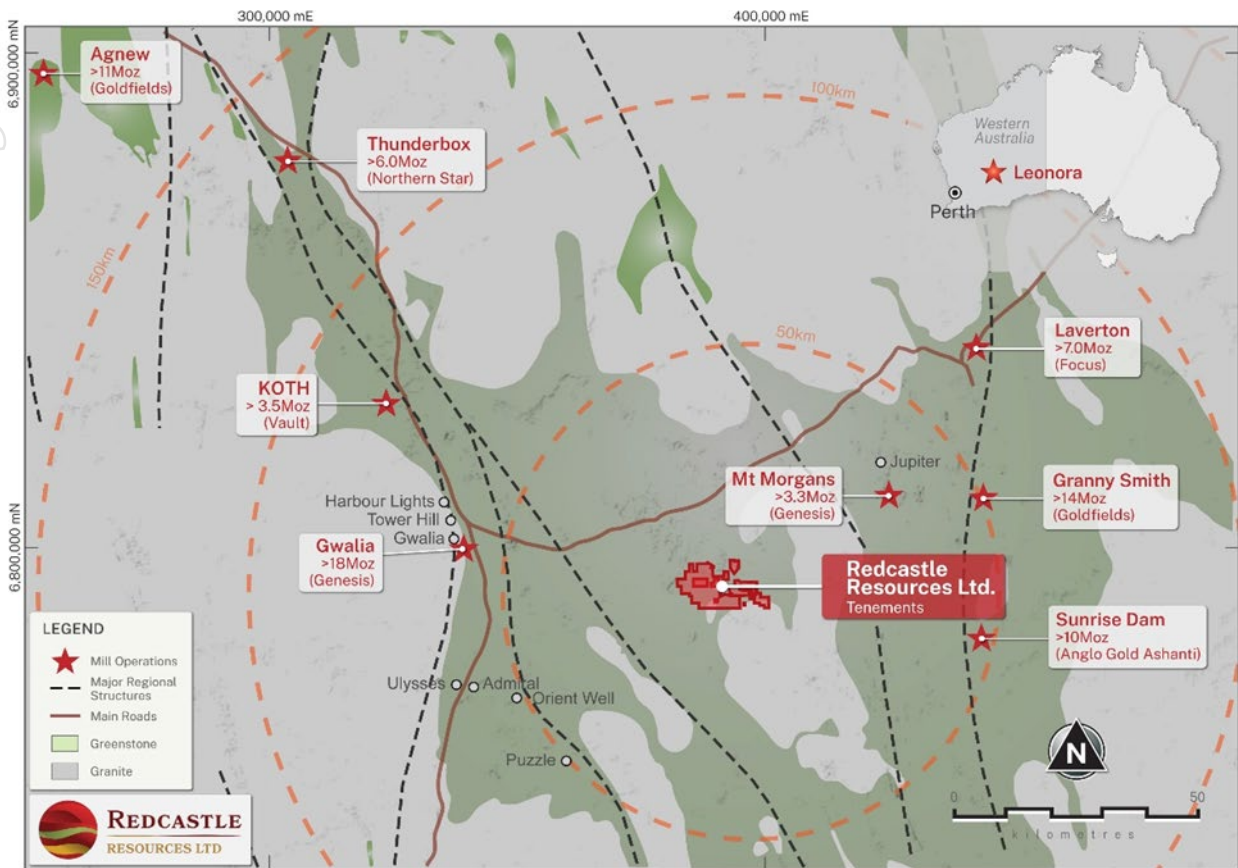 300,000 mE
400,000 mE
6,900,000 mN
6,800,000 mN
Agnew
>11Moz
(Goldfields)
Thunderbox
>6.0Moz
(Northern Star)
100km
150km
50km
Western
Australia
Leonora
Perth
Laverton
>7.0Moz
(Focus)
KOTH
> 3.5Moz
(Vault)
Jupiter
Mt Morgans
>3.3Moz
(Genesis)
Granny Smith
>14Moz
(Goldfields)
Harbour Lights
Tower Hill
Gwalia
Gwalia
>18Moz
(Genesis)
Redcastle
Resources Ltd.
Tenements
Sunrise Dam
>10Moz
(Anglo Gold Ashanti)
Ulysses
Admiral
Orient Well
Puzzle
LEGEND
Mill Operations
Major Regional
Structures
Main Roads
Greenstone
Granite
N
0
50
kilometres
REDCASTLE
RESOURCES LTD